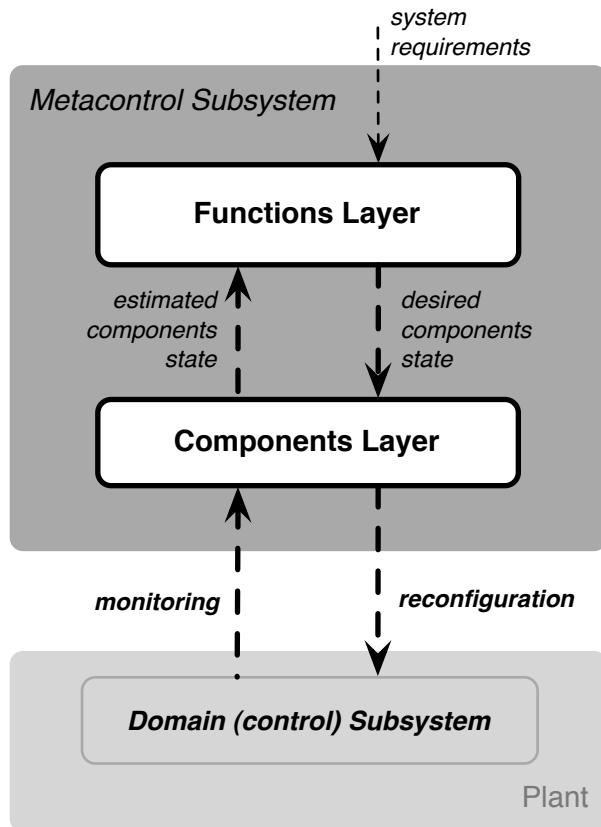 system
requirements
Metacontrol Subsystem
Functions Layer
estimated
components
state
desired
components
state
Components Layer
monitoring
reconfiguration
Domain (control) Subsystem
Plant